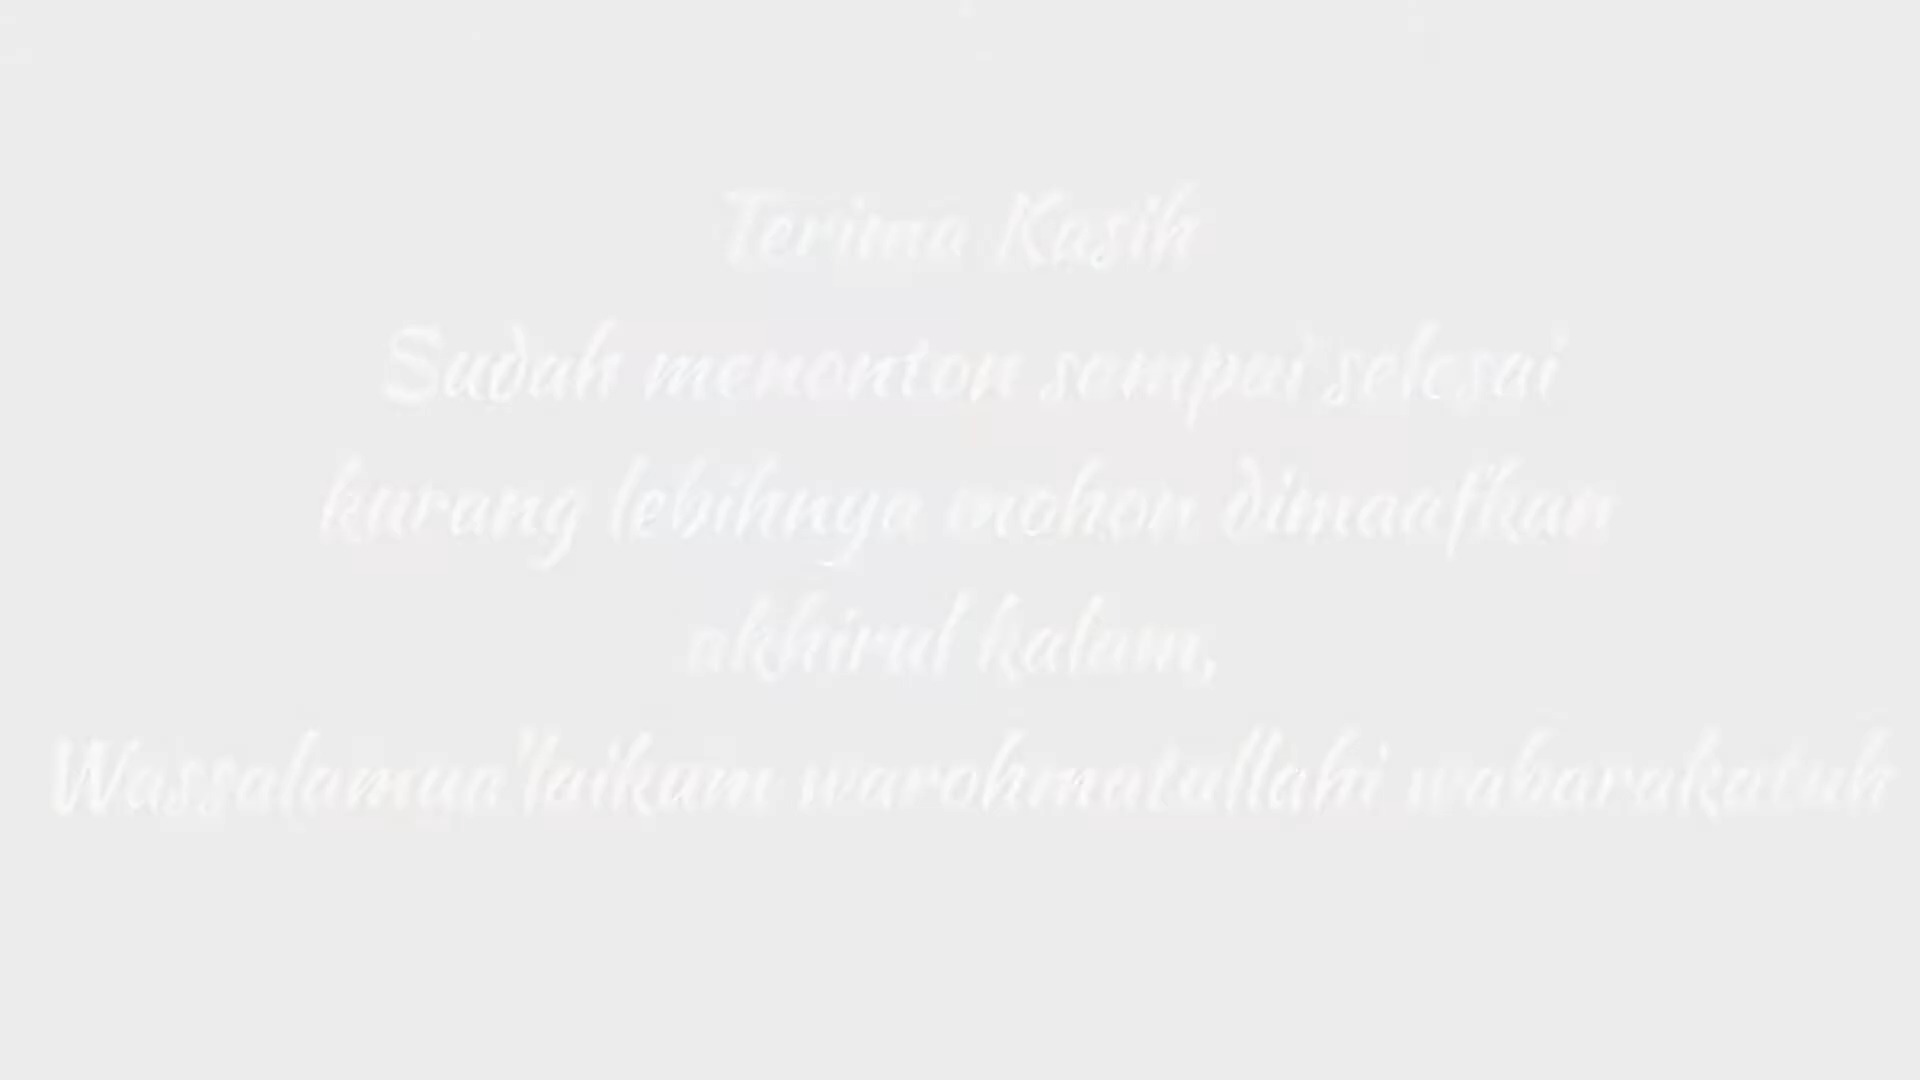 Terima Kasih
Sudah menonton sampai selesai
kurang lebihnya mohon dimaafkan
akhirul kalam,
Wassalamua'laikum warohmatullahi wabarakatuh